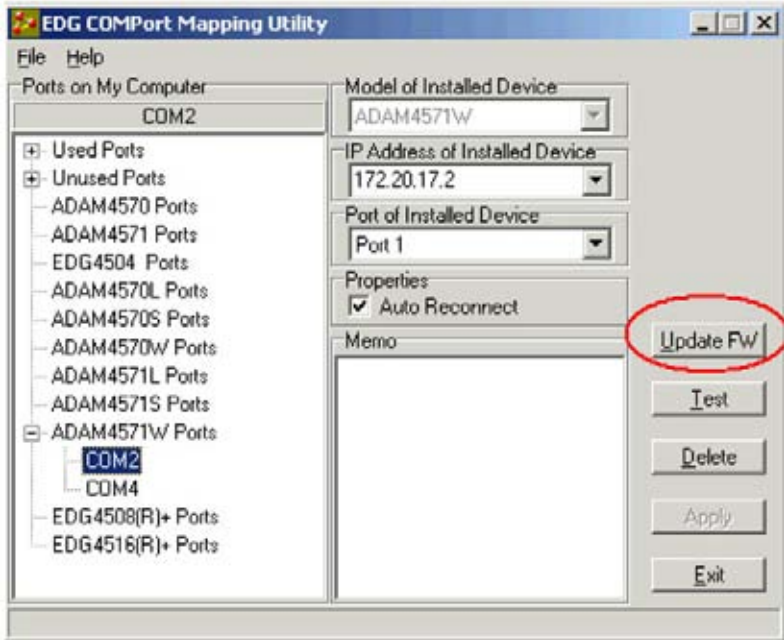 EDG COMPort Mapping Utility
File Help
Ports on My Computer
COM2
Used Ports
Unused Ports
ADAM4570 Ports
ADAM4571 Ports
EDG4504 Ports
ADAM4570L Ports
ADAM4570S Ports
ADAM4570W Ports
ADAM4571L Ports
ADAM4571S Ports
ADAM4571W Ports
COM2
COM4
EDG4508(R)+ Ports
EDG4516(R)+ Ports
Model of Installed Device
ADAM4571W
IP Address of Installed Device
172.20.17.2
Port of Installed Device
Port 1
Properties
Auto Reconnect
Memo
Update FW
Test
Delete
Apply
Exit